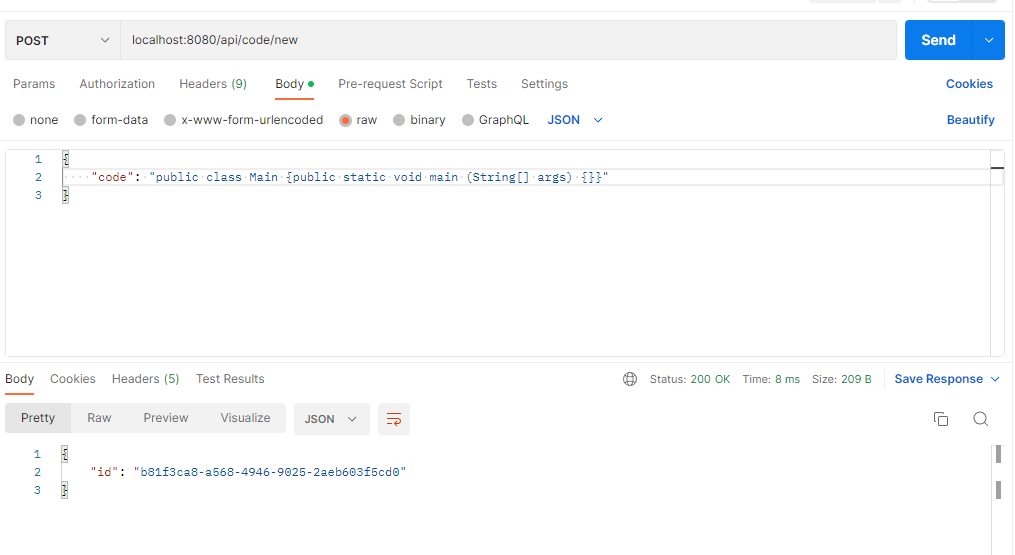 POST localhost:8080/api/code/new Send
Params Authorization Headers (9) Body Pre-request Script Tests Settings Cookies
none form-data x-www-form-urlencoded raw binary GraphQL JSON Beautify
1 {
2 "code": "public class Main {public static void main (String[] args) {}}"
3 }
Body Cookies Headers (5) Test Results Status: 200 OK Time: 8 ms Size: 209 B Save Response
Pretty Raw Preview Visualize JSON
1 {
2 "id": "b81f3ca8-a568-4946-9025-2aeb603f5cd0"
3 }